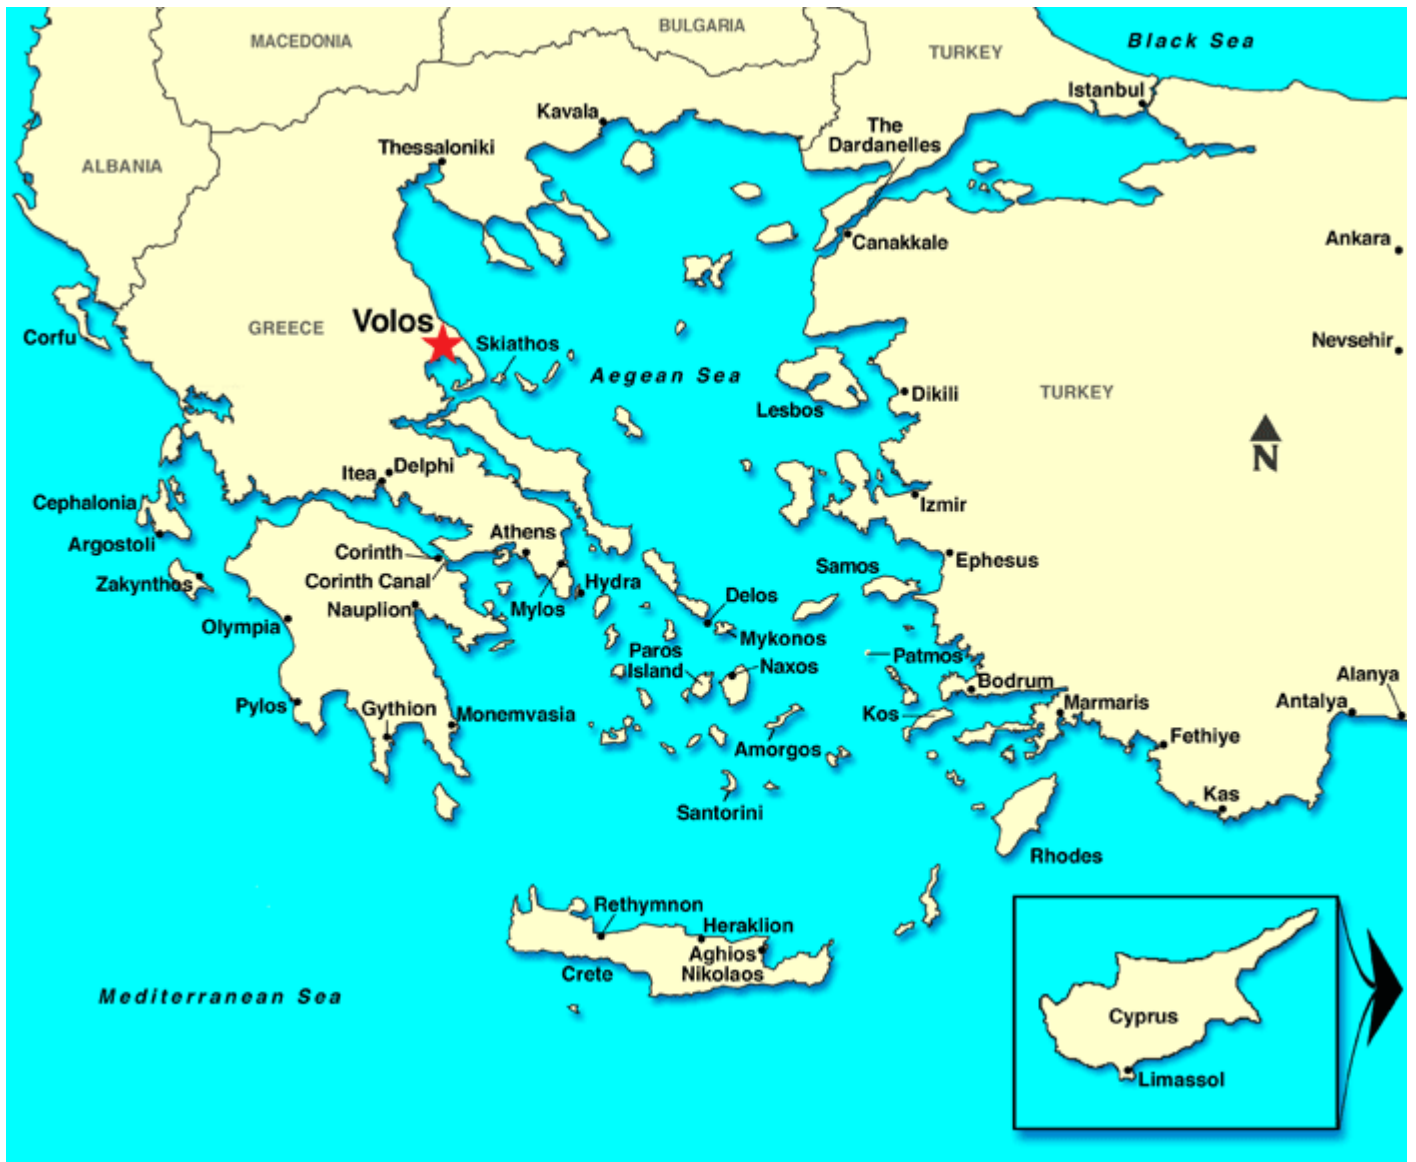 BULGARIA
MACEDONIA
Black Sea
TURKEY
Istanbul
Kavala
The
Dardanelles
Thessaloniki
ALBANIA
Canakkale
Ankara
Volos
GREECE
Corfu
Skiathos
Nevsehir
Aegean Sea
TURKEY
Dikili
Lesbos
N
Delphi
Itea
Cephalonia
Izmir
Athens
Argostoli
Corinth
Ephesus
Samos
Zakynthos
Corinth Canal
Hydra
Delos
Nauplion
Mylos
Olympia
Mykonos
Paros
Island
Naxos
Patmos
Bodrum
Alanya
Antalya
Pylos
Gythion
Monemvasia
Kos
Marmaris
Fethiye
Amorgos
Kas
Santorini
Rhodes
Rethymnon
Heraklion
Aghios
Nikolaos
Crete
Mediterranean Sea
Cyprus
Limassol